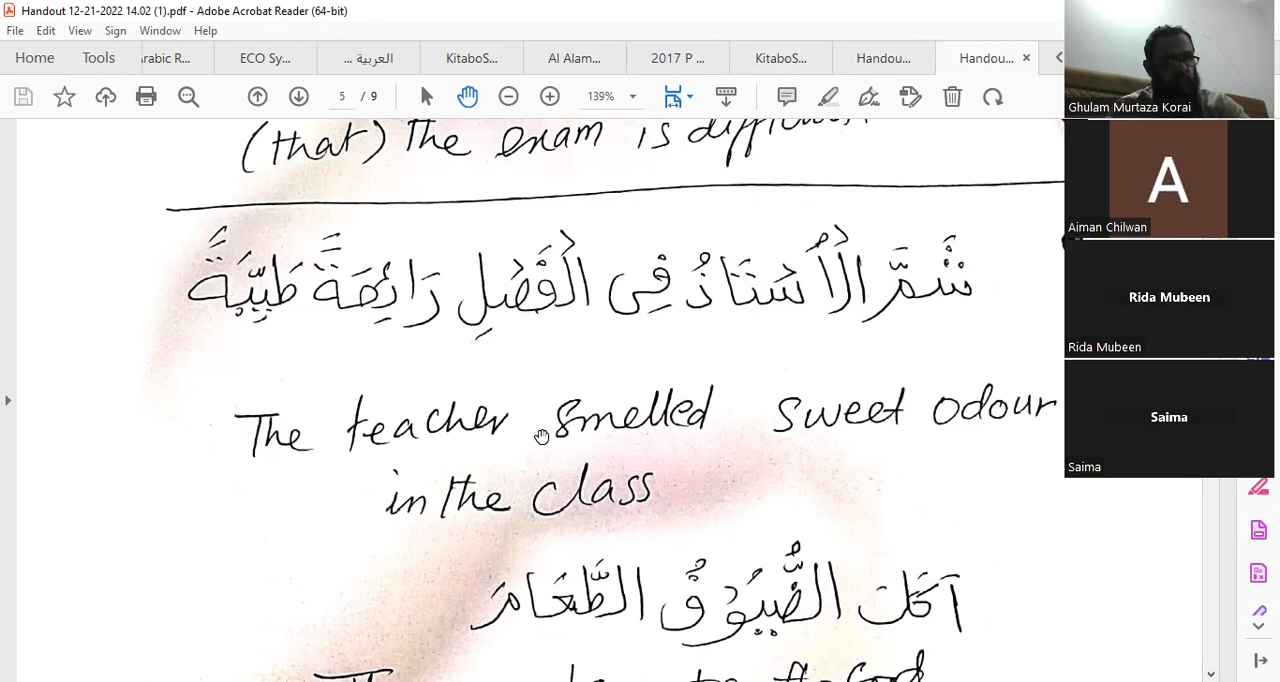 Handout 12-21-2022 14.02 (1).pdf - Adobe Acrobat Reader (64-bit)
File Edit View Sign Window Help
Home Tools arabic R... ECO Sy... العربية ... KitaboS... Al Alam... 2017 P ... KitaboS... Handou... Handou... ×
5 / 9 139%
(that) The exam is difficult
شَمَّ الْأُسْتَاذُ فِي الْفَصْلِ رَائِحَةً طَيِّبَةً
The teacher smelled sweet odour
in the class
أَكَلَ الضُّيُوْفُ الطَّعَامَ
Ghulam Murtaza Korai
A
Aiman Chilwan
Rida Mubeen
Rida Mubeen
Saima
Saima